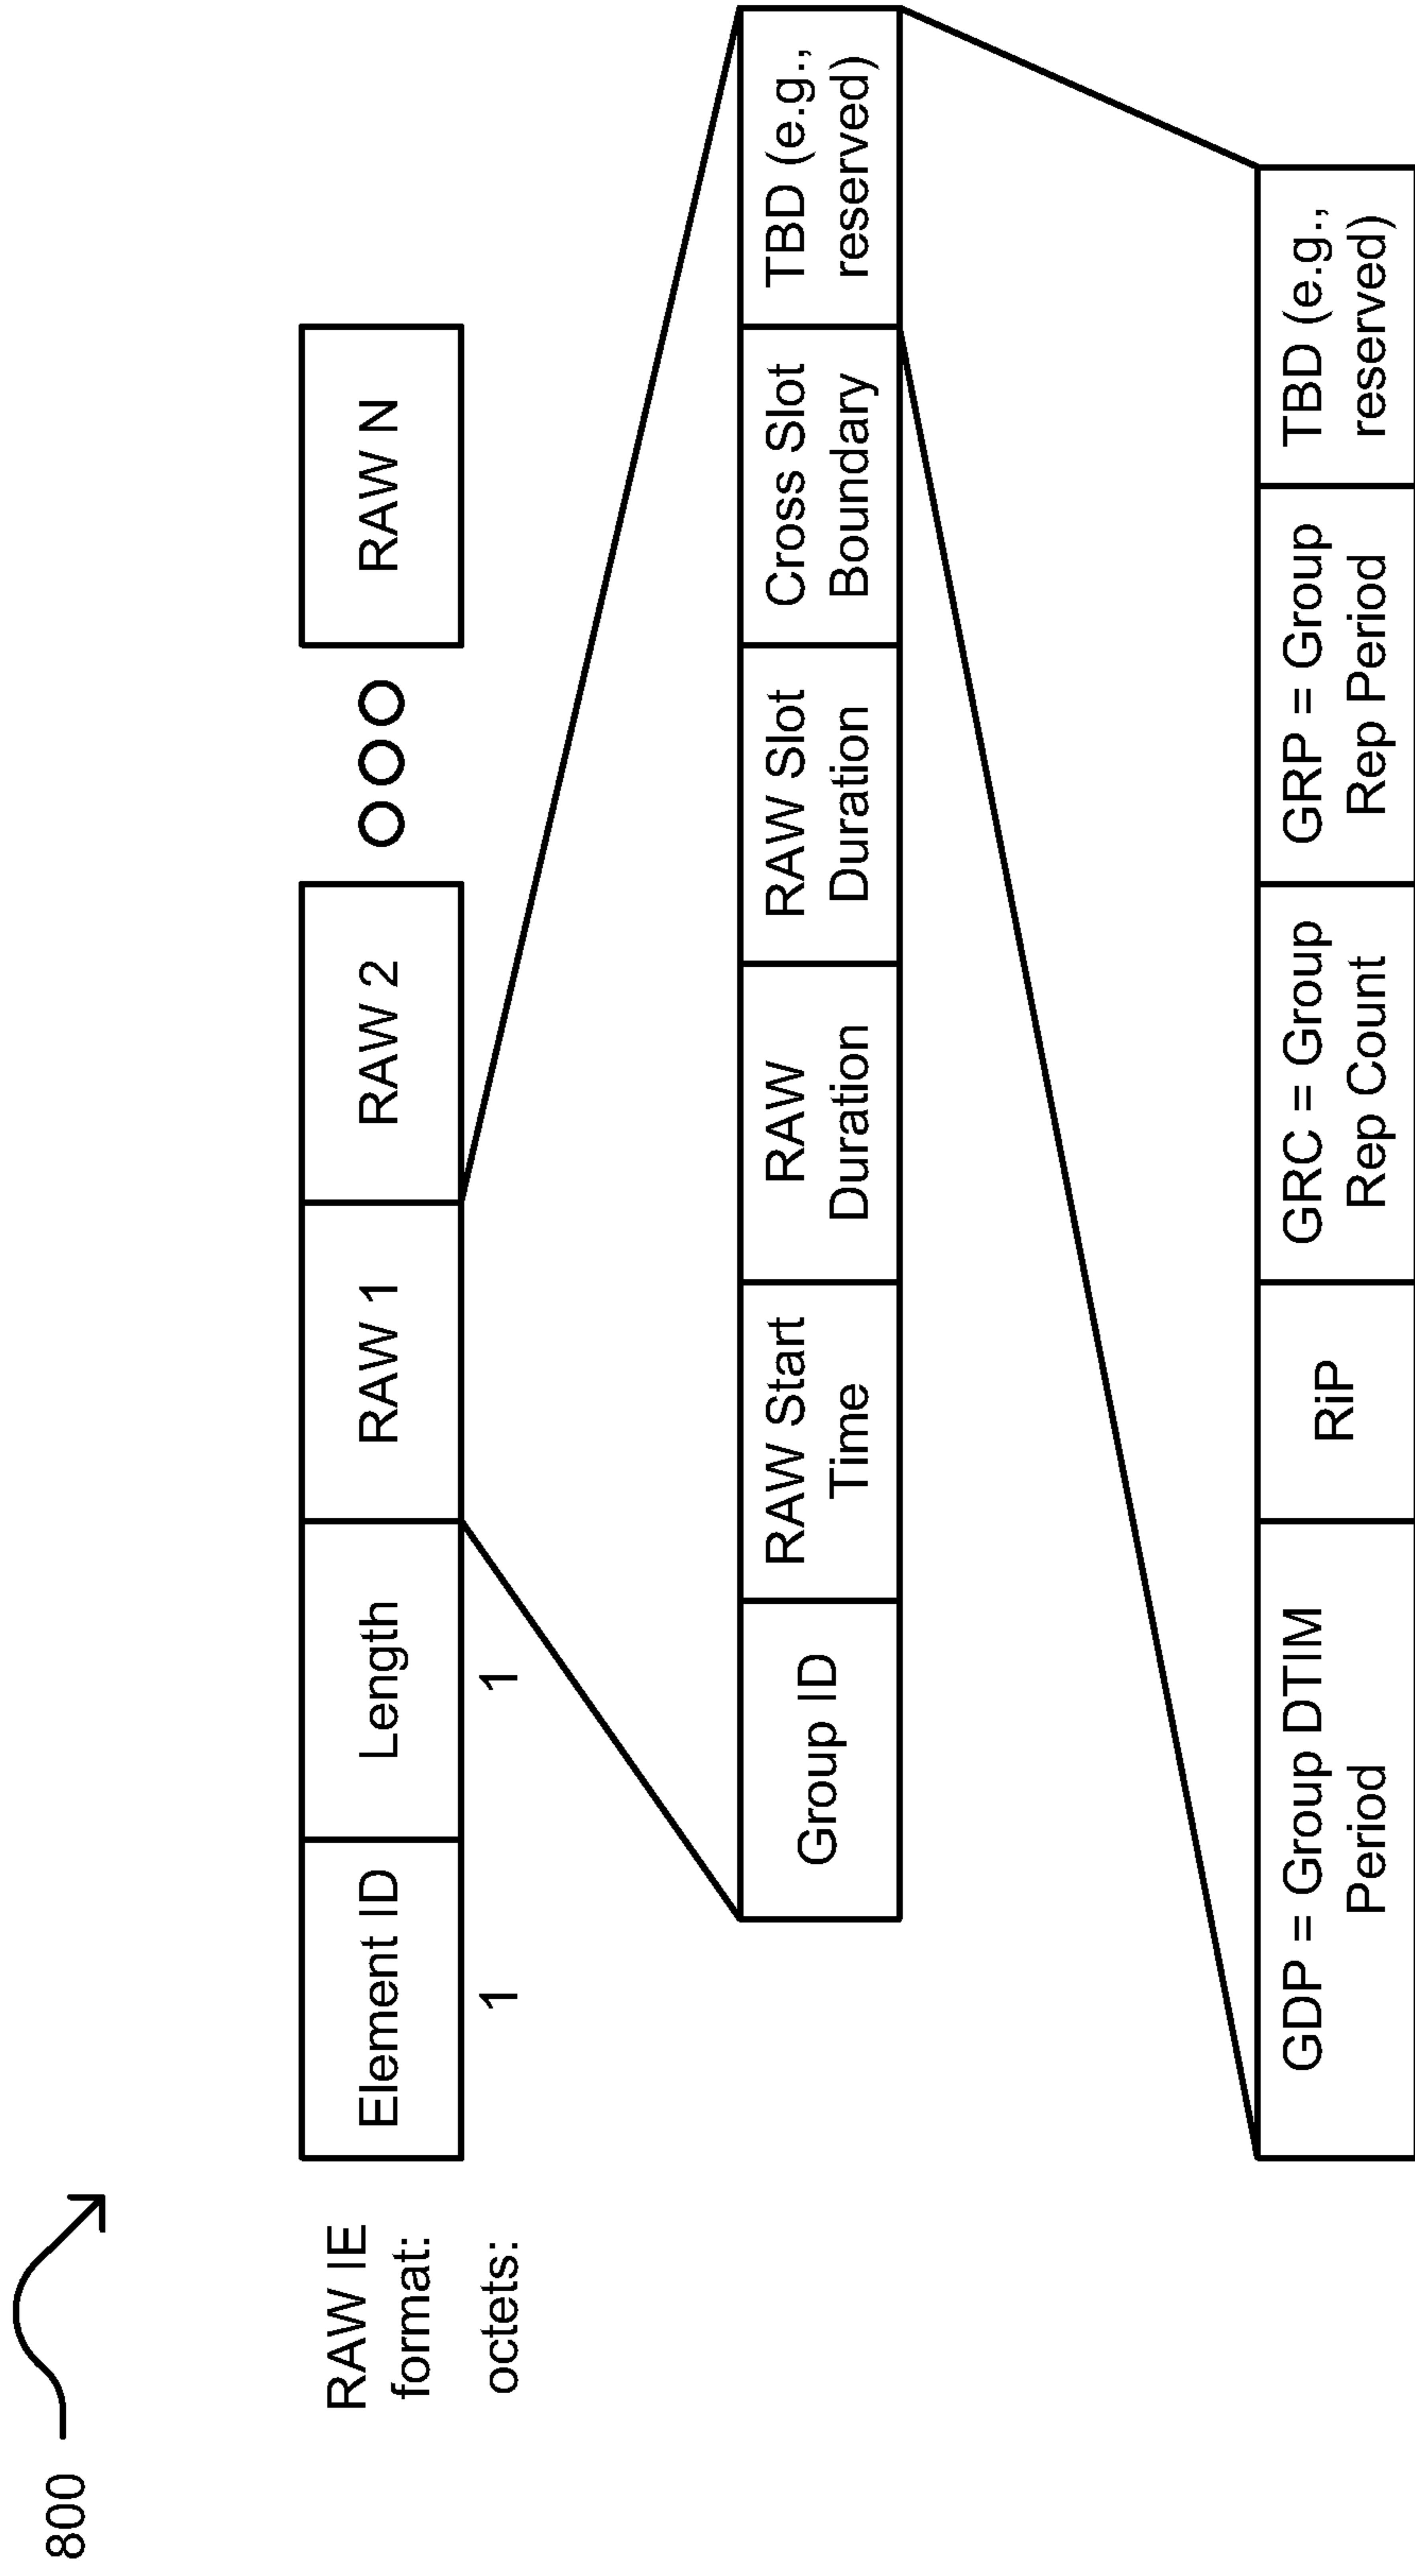 800
RAW IE
format:
Element ID
Length
RAW 1
RAW 2
RAW N
octets:
1
1
Group ID
RAW Start
Time
RAW
Duration
RAW Slot
Duration
Cross Slot
Boundary
TBD (e.g.,
reserved)
GDP = Group DTIM
Period
RiP
GRC = Group
Rep Count
GRP = Group
Rep Period
TBD (e.g.,
reserved)